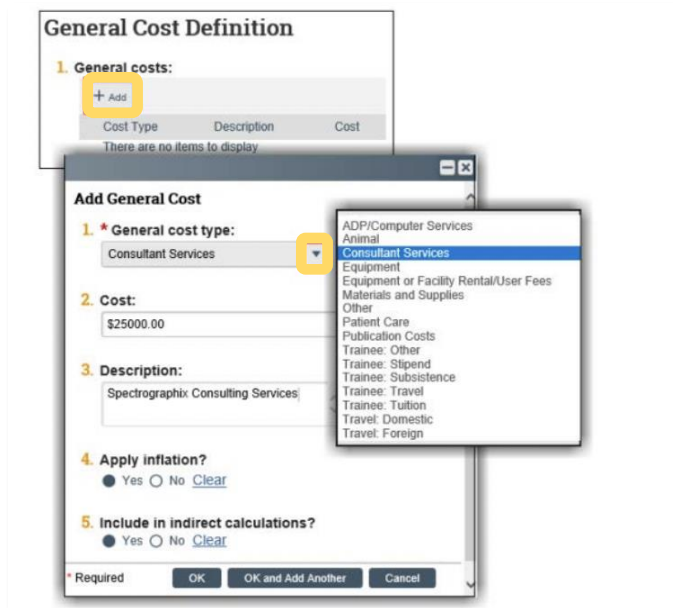 General Cost Definition
1. General costs:
+ Add
Cost Type Description Cost
There are no items to display
Add General Cost
1. * General cost type:
Consultant Services
ADP/Computer Services
Animal
Consultant Services
Equipment
Equipment or Facility Rental/User Fees
Materials and Supplies
Other
Patient Care
Publication Costs
Trainee: Other
Trainee: Stipend
Trainee: Subsistence
Trainee: Travel
Trainee: Tuition
Travel: Domestic
Travel: Foreign
2. Cost:
$25000.00
3. Description:
Spectrographix Consulting Services
4. Apply inflation?
Yes No Clear
5. Include in indirect calculations?
Yes No Clear
* Required OK OK and Add Another Cancel